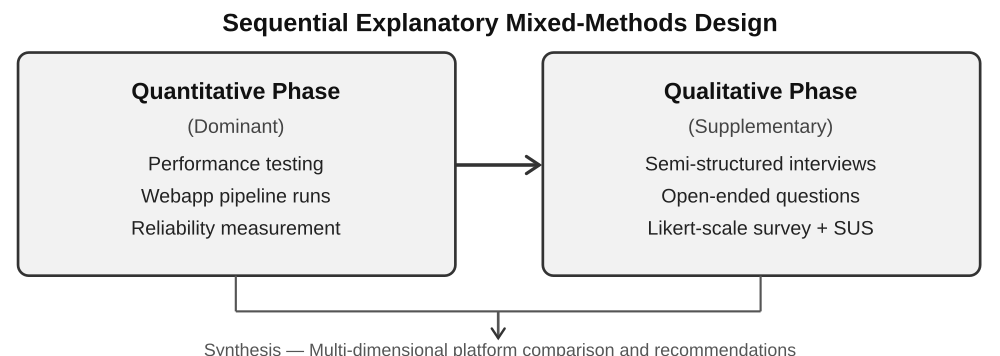 Sequential Explanatory Mixed-Methods Design
Quantitative Phase
(Dominant)
Performance testing
Webapp pipeline runs
Reliability measurement
Qualitative Phase
(Supplementary)
Semi-structured interviews
Open-ended questions
Likert-scale survey + SUS
Synthesis — Multi-dimensional platform comparison and recommendations